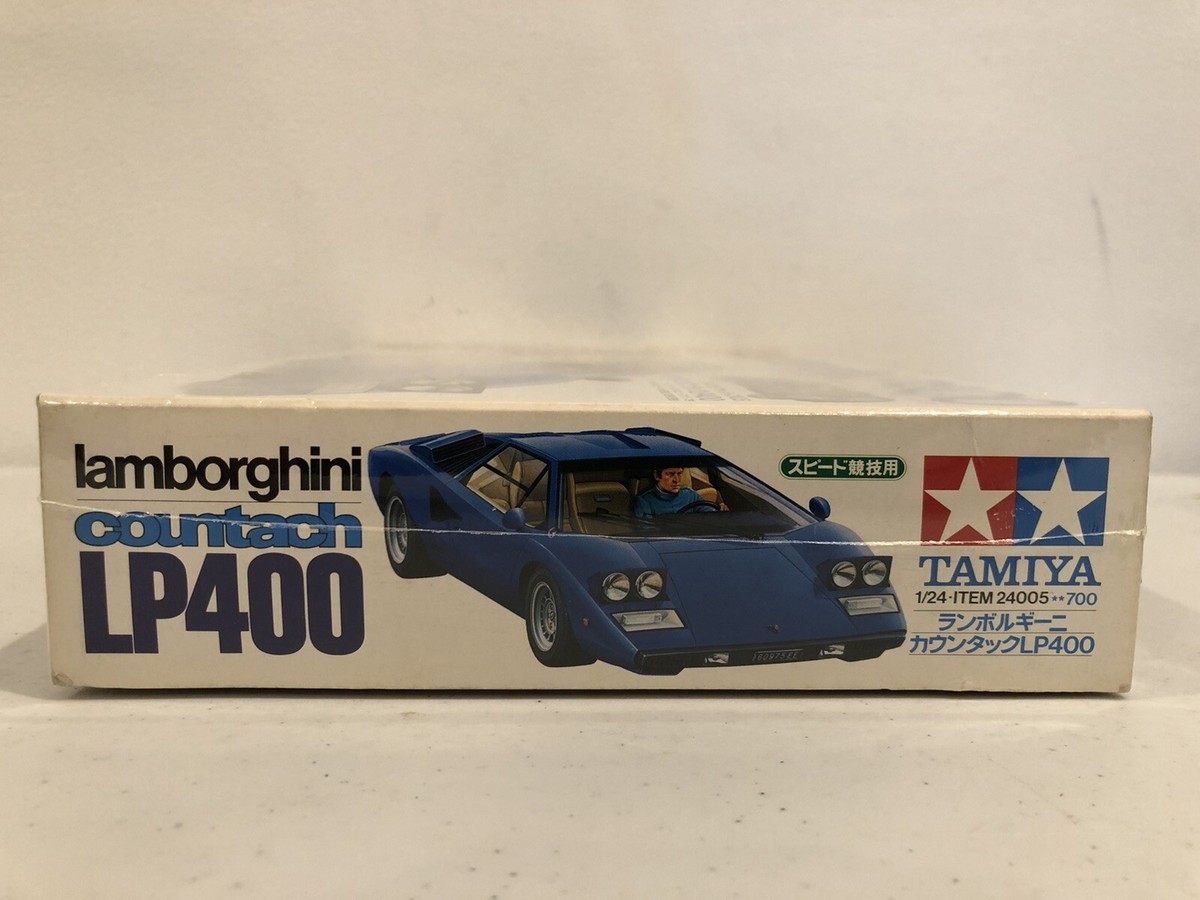 lamborghini
countach
LP400
スピード競技用
TAMIYA
1/24・ITEM 24005★★700
ランボルギーニ
カウンタックLP400